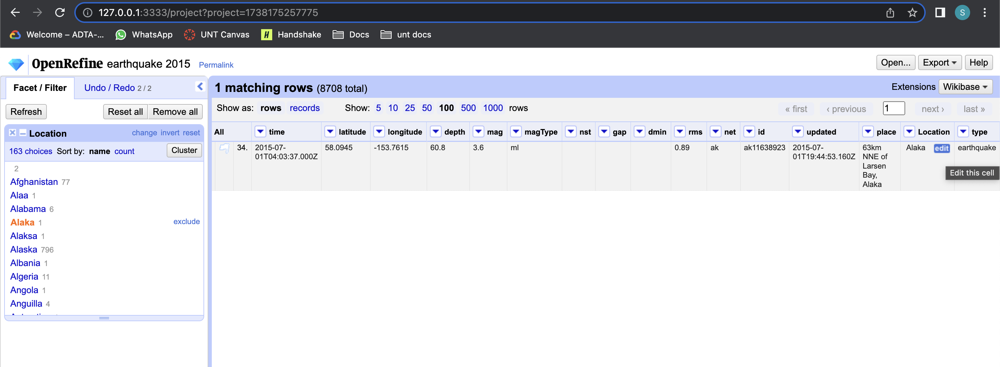 127.0.0.1:3333/project?project=1738175257775
S
Welcome – ADTA-... WhatsApp UNT Canvas H Handshake Docs unt docs
OpenRefine earthquake 2015 Permalink
Open... Export Help
Facet / Filter Undo / Redo 2 / 2
1 matching rows (8708 total)
Extensions Wikibase
Refresh Reset all Remove all
Show as: rows records Show: 5 10 25 50 100 500 1000 rows
« first ‹ previous 1 next › last »
Location change invert reset
163 choices Sort by: name count Cluster
2
Afghanistan 77
Alaa 1
Alabama 6
Alaka 1 exclude
Alaksa 1
Alaska 796
Albania 1
Algeria 11
Angola 1
Anguilla 4
All time latitude longitude depth mag magType nst gap dmin rms net id updated place Location type
34. 2015-07- 58.0945 -153.7615 60.8 3.6 ml 0.89 ak ak11638923 2015-07- 63km Alaka edit earthquake
01T04:03:37.000Z 01T19:44:53.160Z NNE of
Larsen
Bay,
Alaka
Edit this cell